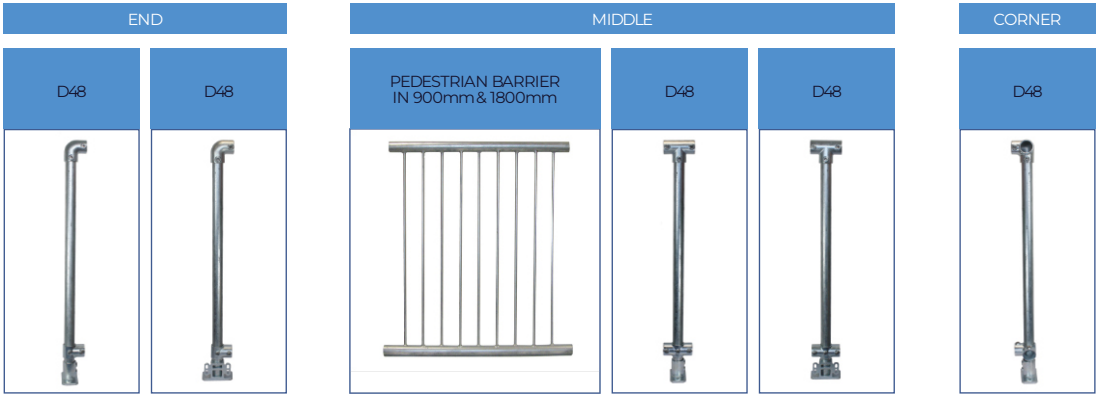 END
MIDDLE
CORNER
D48
D48
PEDESTRIAN BARRIER
IN 900mm & 1800mm
D48
D48
D48